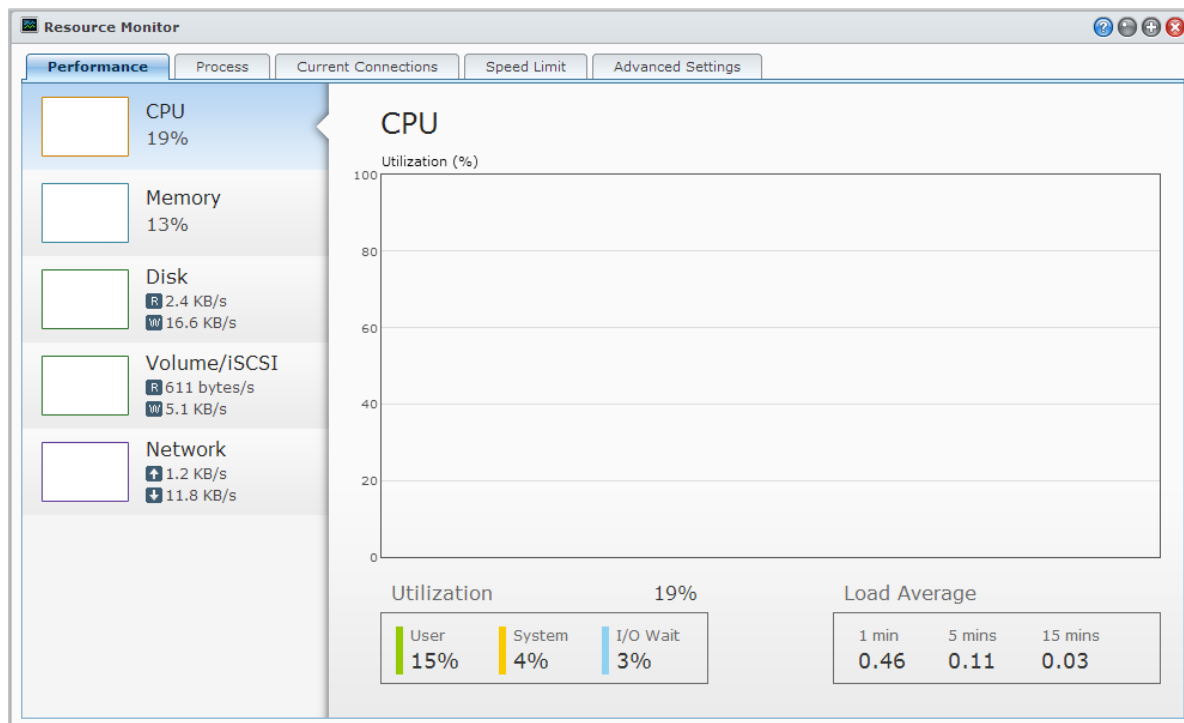 Resource Monitor
Performance Process Current Connections Speed Limit Advanced Settings
CPU
19%
Memory
13%
Disk
R 2.4 KB/s
W 16.6 KB/s
Volume/iSCSI
R 611 bytes/s
W 5.1 KB/s
Network
1.2 KB/s
11.8 KB/s
CPU
Utilization (%)
100
80
60
40
20
0
Utilization 19%
User System I/O Wait
15% 4% 3%
Load Average
1 min 5 mins 15 mins
0.46 0.11 0.03